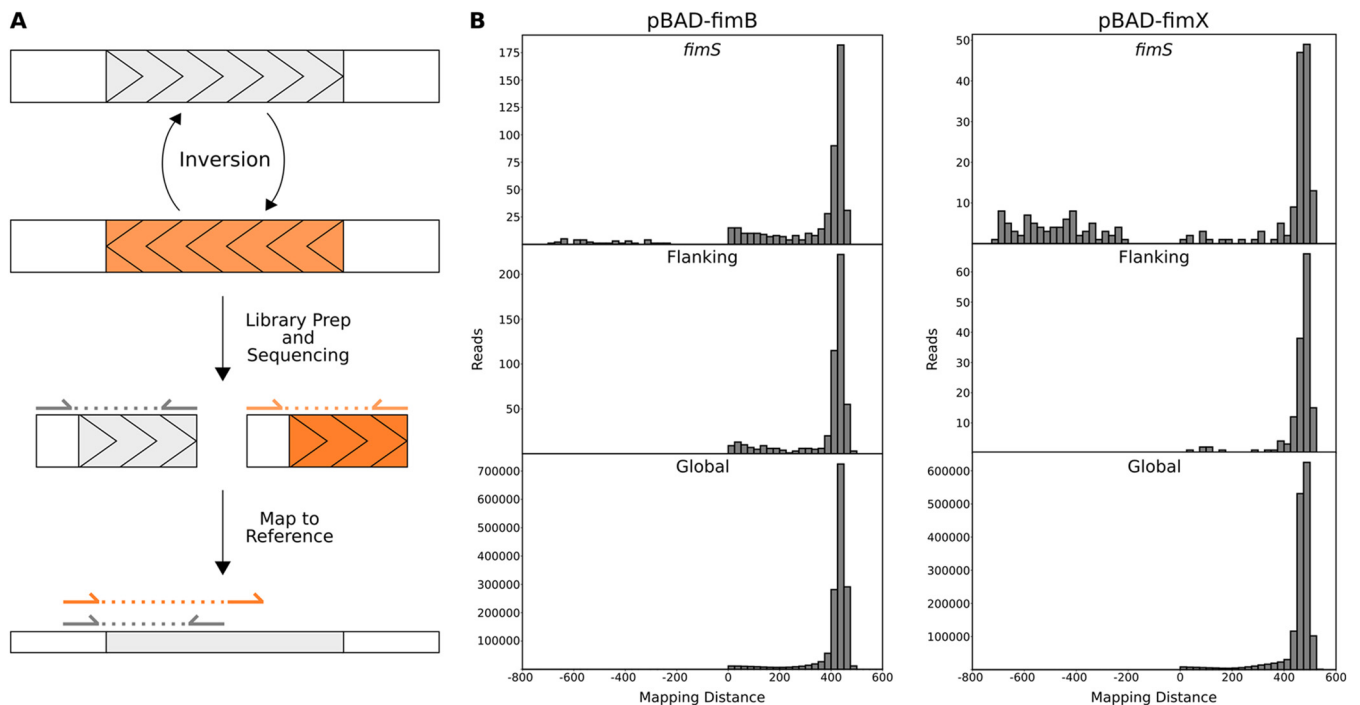 A
Inversion
Library Prep
and
Sequencing
Map to
Reference
B
pBAD-fimB
fimS
175
150
125
100
75
50
25
Flanking
200
150
100
50
Reads
Global
700000
600000
500000
400000
300000
200000
100000
-800 -600 -400 -200 0 200 400 600
Mapping Distance
pBAD-fimX
fimS
50
40
30
20
10
Flanking
60
50
40
30
20
10
Reads
Global
600000
500000
400000
300000
200000
100000
-800 -600 -400 -200 0 200 400 600
Mapping Distance